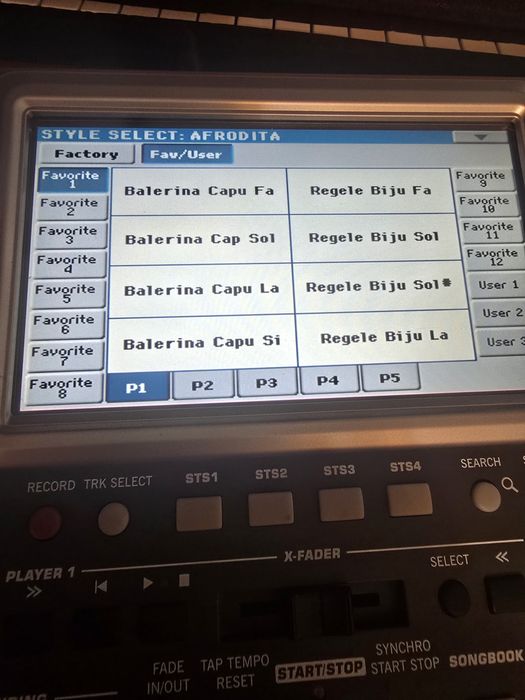 STYLE SELECT: AFRODITA
Factory
Fav/User
Favorite
1
Favorite
2
Favorite
3
Favorite
4
Favorite
5
Favorite
6
Favorite
7
Favorite
8
Balerina Capu Fa
Regele Biju Fa
Balerina Cap Sol
Regele Biju Sol
Balerina Capu La
Regele Biju Sol#
Balerina Capu Si
Regele Biju La
Favorite
9
Favorite
10
Favorite
11
Favorite
12
User 1
User 2
User 3
P1
P2
P3
P4
P5
RECORD
TRK SELECT
STS1
STS2
STS3
STS4
SEARCH
PLAYER 1
X-FADER
SELECT
FADE
IN/OUT
TAP TEMPO
RESET
START/STOP
SYNCHRO
START STOP
SONGBOOK